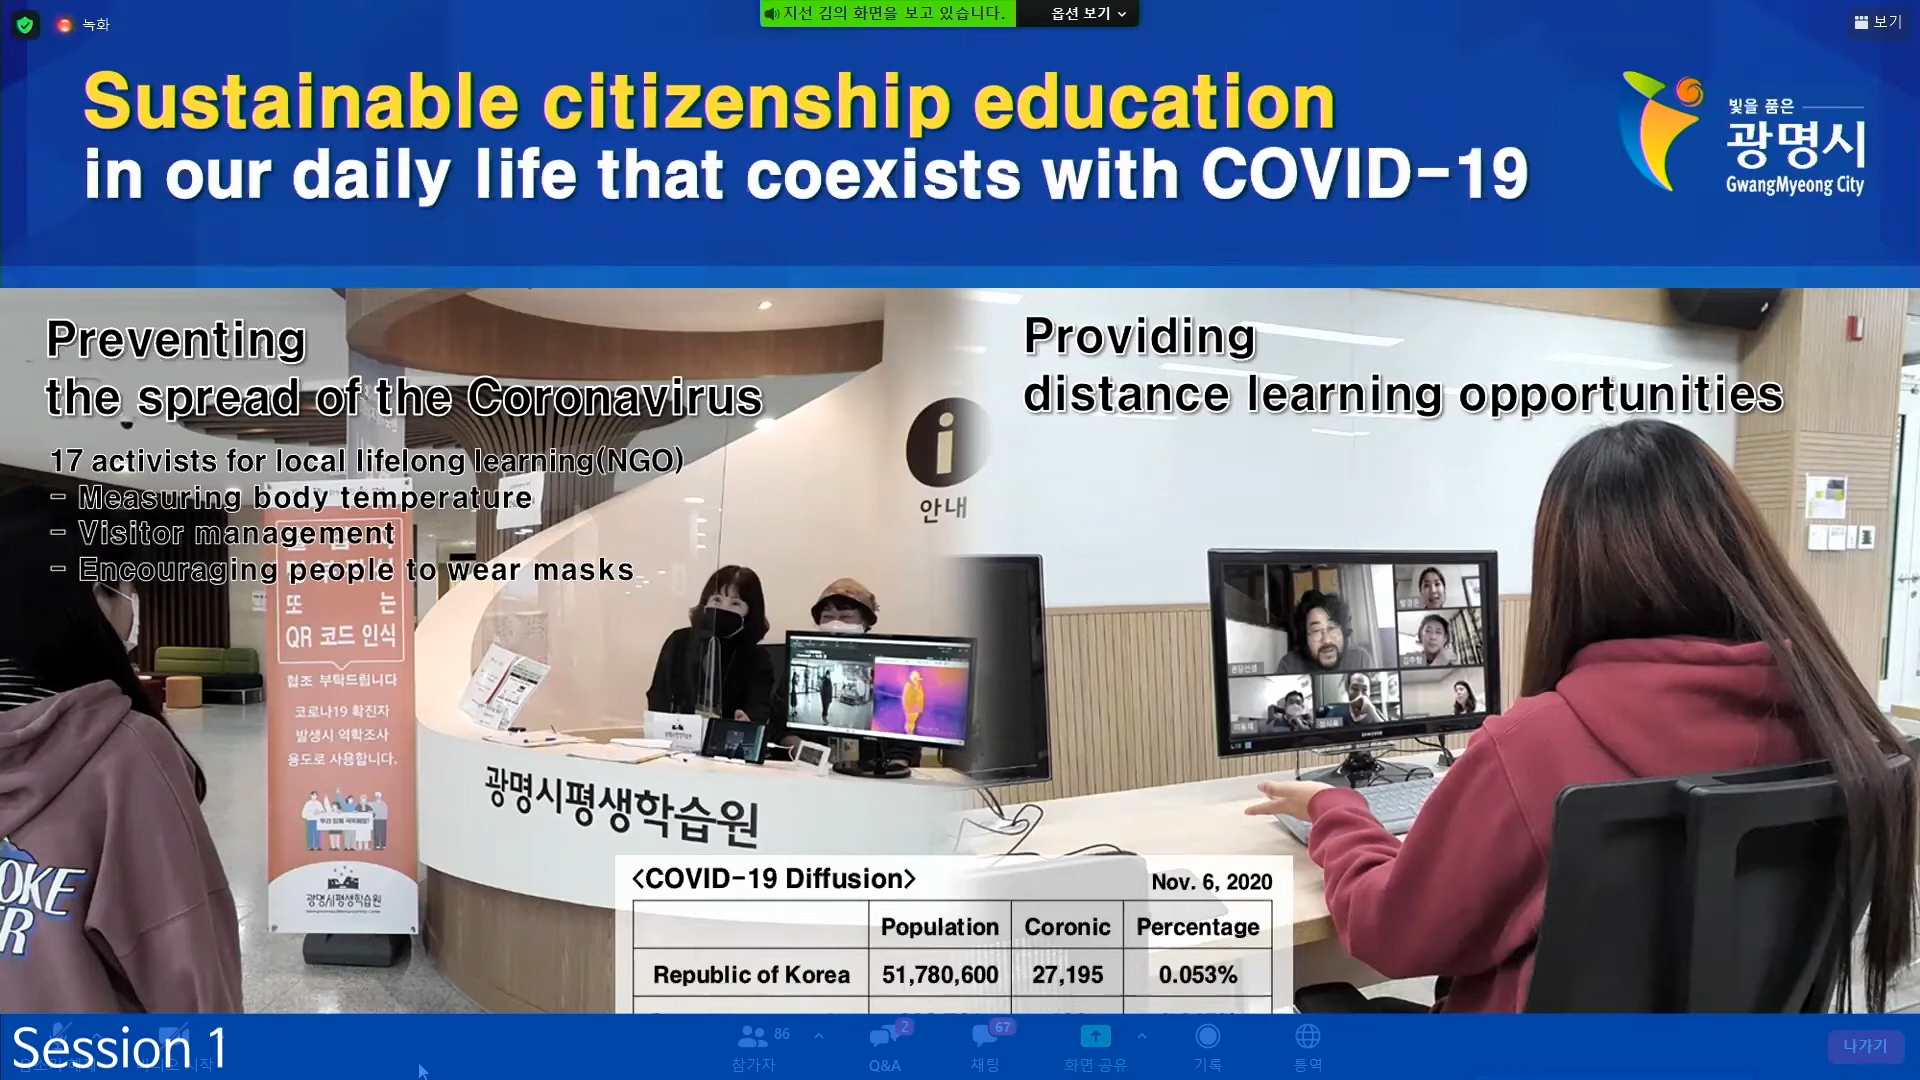 녹화
지선 김의 화면을 보고 있습니다.
옵션 보기
보기
Sustainable citizenship education
in our daily life that coexists with COVID-19
빛을 품은
광명시
GwangMyeong City
Preventing
the spread of the Coronavirus
17 activists for local lifelong learning(NGO)
- Measuring body temperature
- Visitor management
- Encouraging people to wear masks
또 는
QR 코드 인식
협조 부탁드립니다
코로나19 확진자
발생시 역학조사
용도로 사용합니다.
광명시평생학습원
안내
광명시평생학습원
Providing
distance learning opportunities
SAMSUNG
OKE
ER
<COVID-19 Diffusion>
Nov. 6, 2020
Population Coronic Percentage
Republic of Korea 51,780,600 27,195 0.053%
Session 1
86
참가자
2
Q&A
67
채팅
화면 공유
기록
통역
나가기